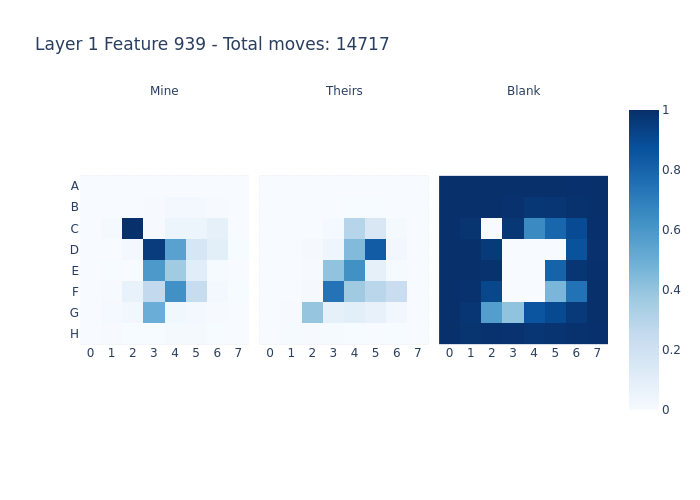 Layer 1 Feature 939 - Total moves: 14717
Mine Theirs Blank
A
B
C
D
E
F
G
H
0 1 2 3 4 5 6 7 0 1 2 3 4 5 6 7 0 1 2 3 4 5 6 7
1
0.8
0.6
0.4
0.2
0